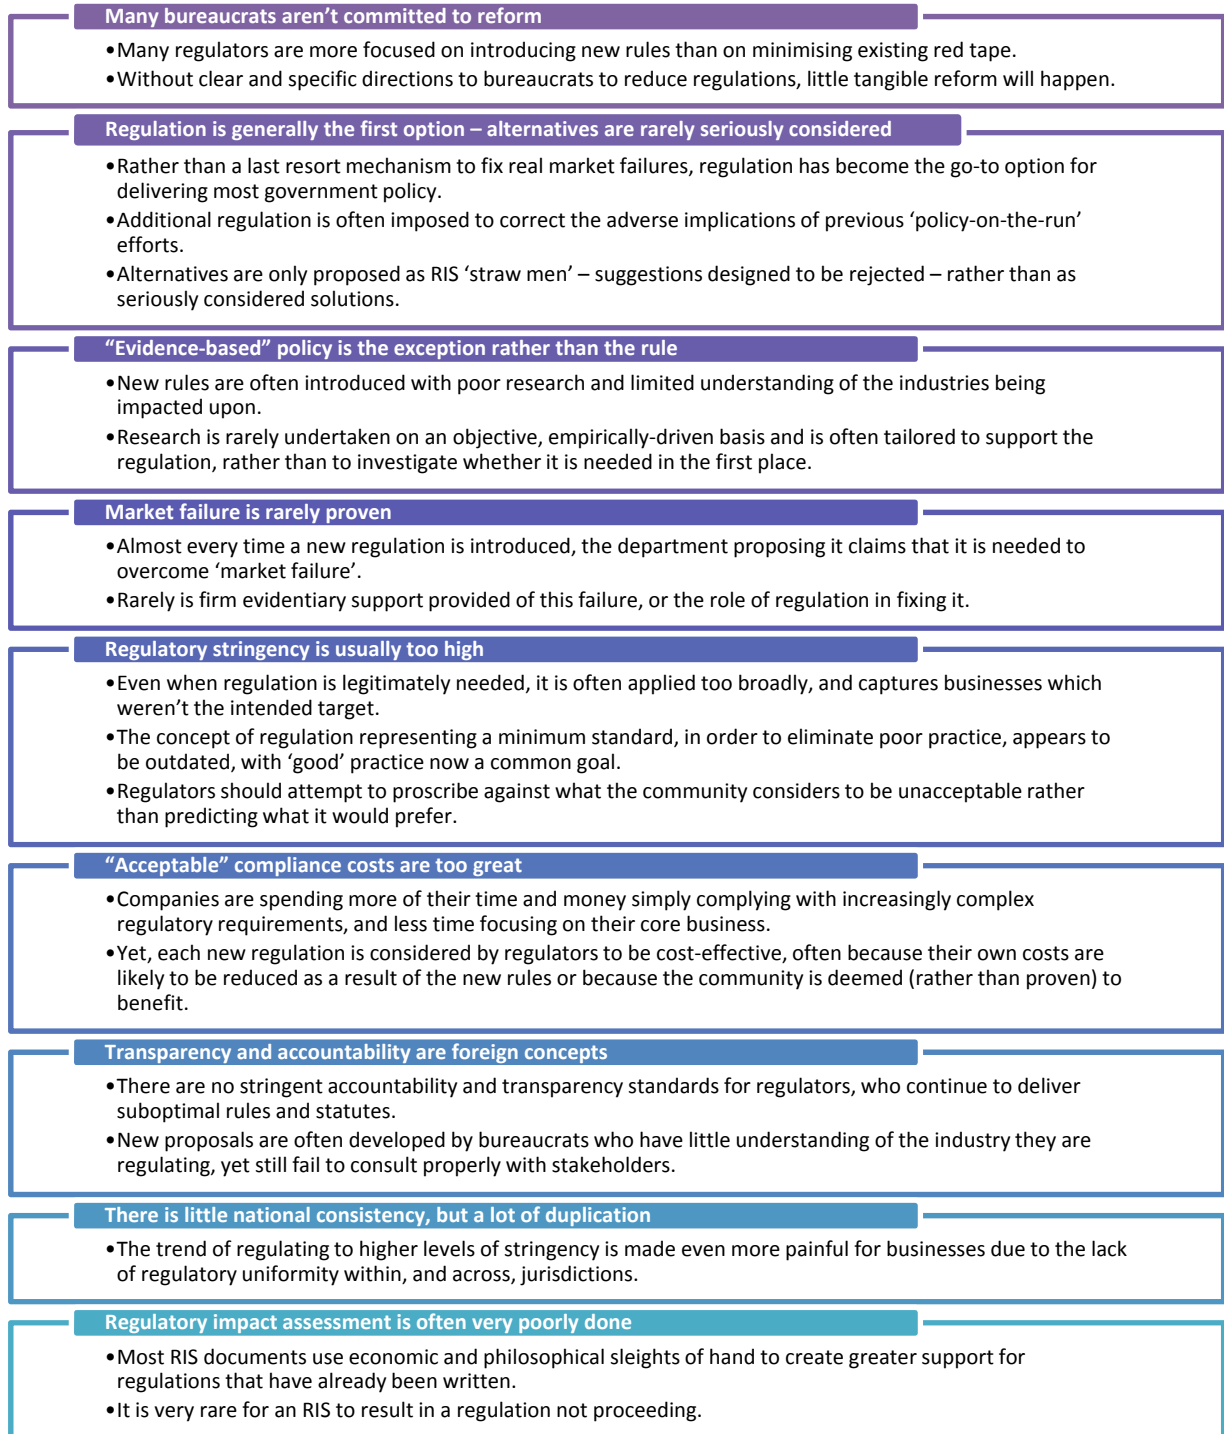 Many bureaucrats aren’t committed to reform
•Many regulators are more focused on introducing new rules than on minimising existing red tape.
•Without clear and specific directions to bureaucrats to reduce regulations, little tangible reform will happen.
Regulation is generally the first option – alternatives are rarely seriously considered
•Rather than a last resort mechanism to fix real market failures, regulation has become the go-to option for
delivering most government policy.
•Additional regulation is often imposed to correct the adverse implications of previous ‘policy-on-the-run’
efforts.
•Alternatives are only proposed as RIS ‘straw men’ – suggestions designed to be rejected – rather than as
seriously considered solutions.
“Evidence-based” policy is the exception rather than the rule
•New rules are often introduced with poor research and limited understanding of the industries being
impacted upon.
•Research is rarely undertaken on an objective, empirically-driven basis and is often tailored to support the
regulation, rather than to investigate whether it is needed in the first place.
Market failure is rarely proven
•Almost every time a new regulation is introduced, the department proposing it claims that it is needed to
overcome ‘market failure’.
•Rarely is firm evidentiary support provided of this failure, or the role of regulation in fixing it.
Regulatory stringency is usually too high
•Even when regulation is legitimately needed, it is often applied too broadly, and captures businesses which
weren’t the intended target.
•The concept of regulation representing a minimum standard, in order to eliminate poor practice, appears to
be outdated, with ‘good’ practice now a common goal.
•Regulators should attempt to proscribe against what the community considers to be unacceptable rather
than predicting what it would prefer.
“Acceptable” compliance costs are too great
•Companies are spending more of their time and money simply complying with increasingly complex
regulatory requirements, and less time focusing on their core business.
•Yet, each new regulation is considered by regulators to be cost-effective, often because their own costs are
likely to be reduced as a result of the new rules or because the community is deemed (rather than proven) to
benefit.
Transparency and accountability are foreign concepts
•There are no stringent accountability and transparency standards for regulators, who continue to deliver
suboptimal rules and statutes.
•New proposals are often developed by bureaucrats who have little understanding of the industry they are
regulating, yet still fail to consult properly with stakeholders.
There is little national consistency, but a lot of duplication
•The trend of regulating to higher levels of stringency is made even more painful for businesses due to the lack
of regulatory uniformity within, and across, jurisdictions.
Regulatory impact assessment is often very poorly done
•Most RIS documents use economic and philosophical sleights of hand to create greater support for
regulations that have already been written.
•It is very rare for an RIS to result in a regulation not proceeding.